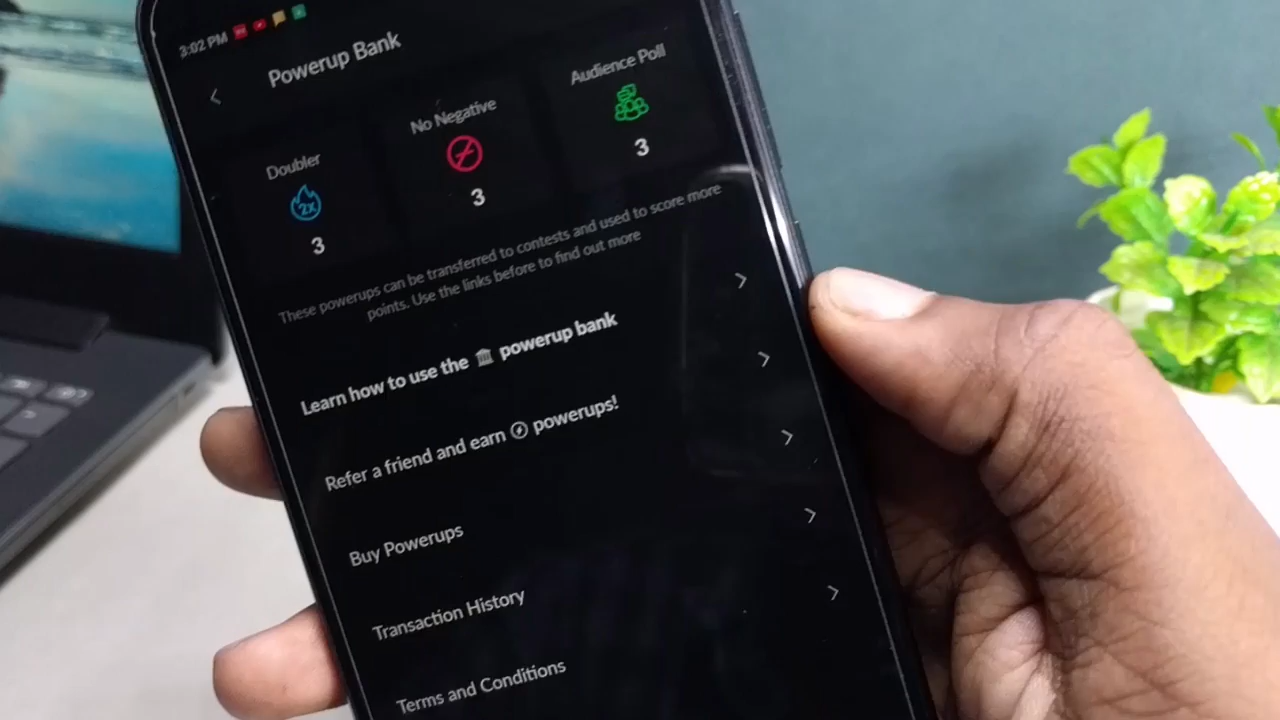 3:02 PM
Powerup Bank
Doubler
2x
3
No Negative
3
Audience Poll
3
These powerups can be transferred to contests and used to score more
points. Use the links before to find out more
Learn how to use the powerup bank
Refer a friend and earn powerups!
Buy Powerups
Transaction History
Terms and Conditions